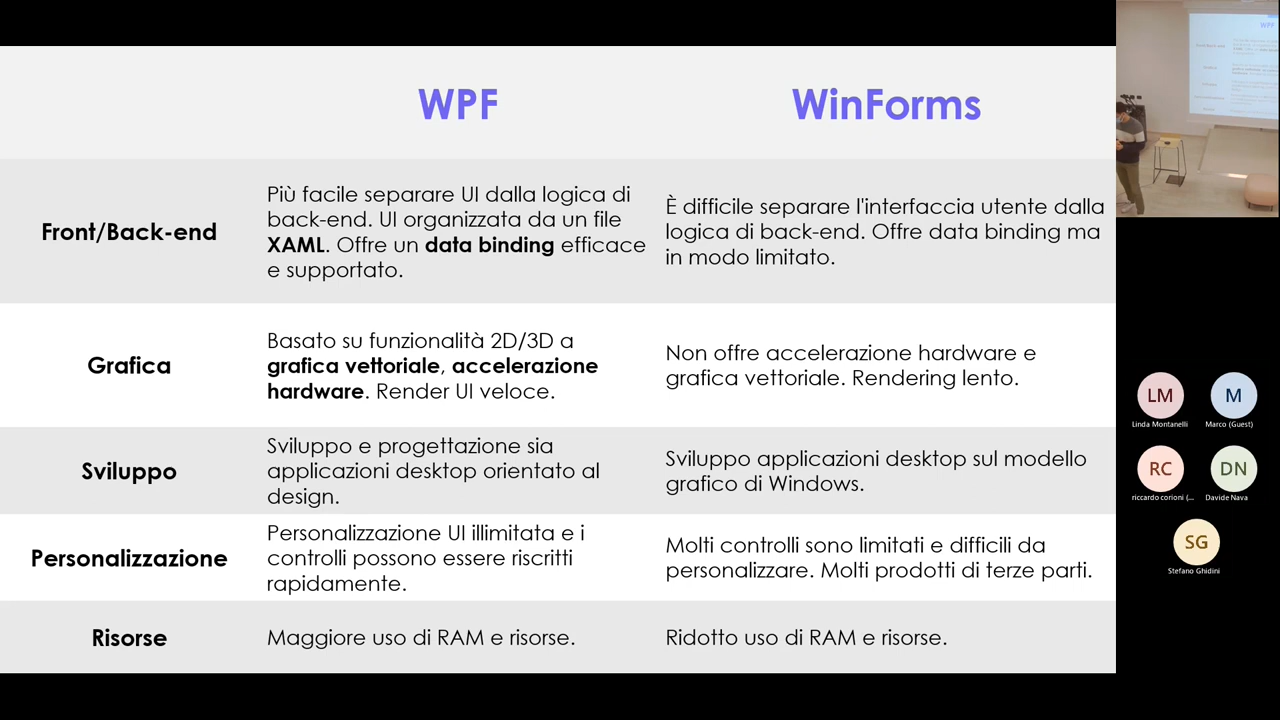 WPF
WinForms
Front/Back-end
Più facile separare UI dalla logica di
back-end. UI organizzata da un file
XAML. Offre un data binding efficace
e supportato.
È difficile separare l'interfaccia utente dalla
logica di back-end. Offre data binding ma
in modo limitato.
Grafica
Basato su funzionalità 2D/3D a
grafica vettoriale, accelerazione
hardware. Render UI veloce.
Non offre accelerazione hardware e
grafica vettoriale. Rendering lento.
Sviluppo
Sviluppo e progettazione sia
applicazioni desktop orientato al
design.
Sviluppo applicazioni desktop sul modello
grafico di Windows.
Personalizzazione
Personalizzazione UI illimitata e i
controlli possono essere riscritti
rapidamente.
Molti controlli sono limitati e difficili da
personalizzare. Molti prodotti di terze parti.
Risorse
Maggiore uso di RAM e risorse.
Ridotto uso di RAM e risorse.
WPF
LM
Linda Montanelli
M
Marco (Guest)
RC
riccardo corioni (...
DN
Davide Nava
SG
Stefano Ghidini